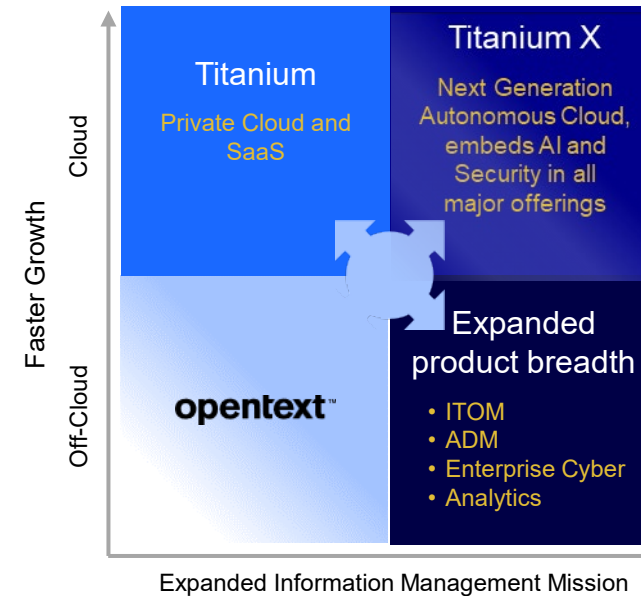 Titanium
Private Cloud and
SaaS
Titanium X
Next Generation
Autonomous Cloud,
embeds AI and
Security in all
major offerings
Faster Growth
Cloud
Off-Cloud
opentext™
Expanded
product breadth
• ITOM
• ADM
• Enterprise Cyber
• Analytics
Expanded Information Management Mission